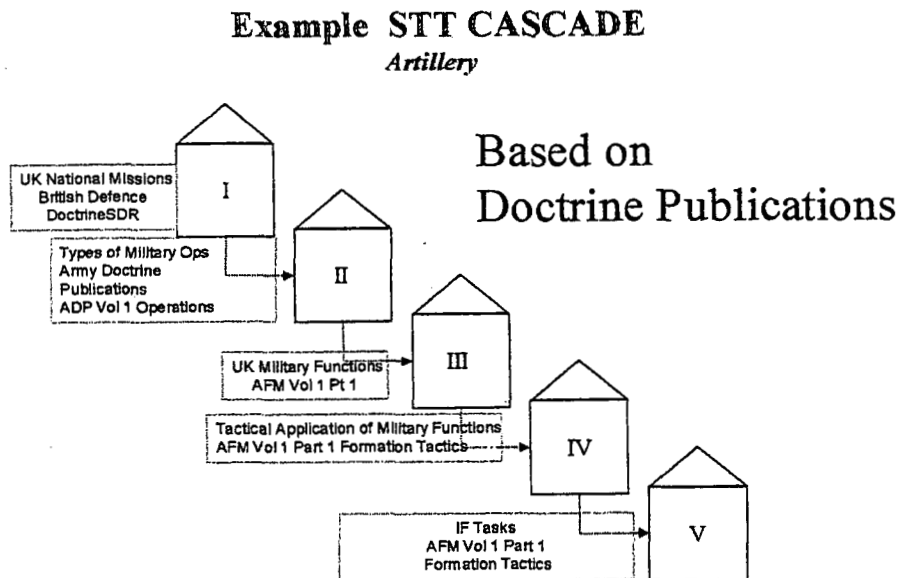 Example STT CASCADE
Artillery
Based on
Doctrine Publications
I
UK National Missions
British Defence
DoctrineSDR
Types of Military Ops
Army Doctrine
Publications
ADP Vol 1 Operations
II
UK Military Functions
AFM Vol 1 Pt 1
III
Tactical Application of Military Functions
AFM Vol 1 Part 1 Formation Tactics
IV
IF Tasks
AFM Vol 1 Part 1
Formation Tactics
V